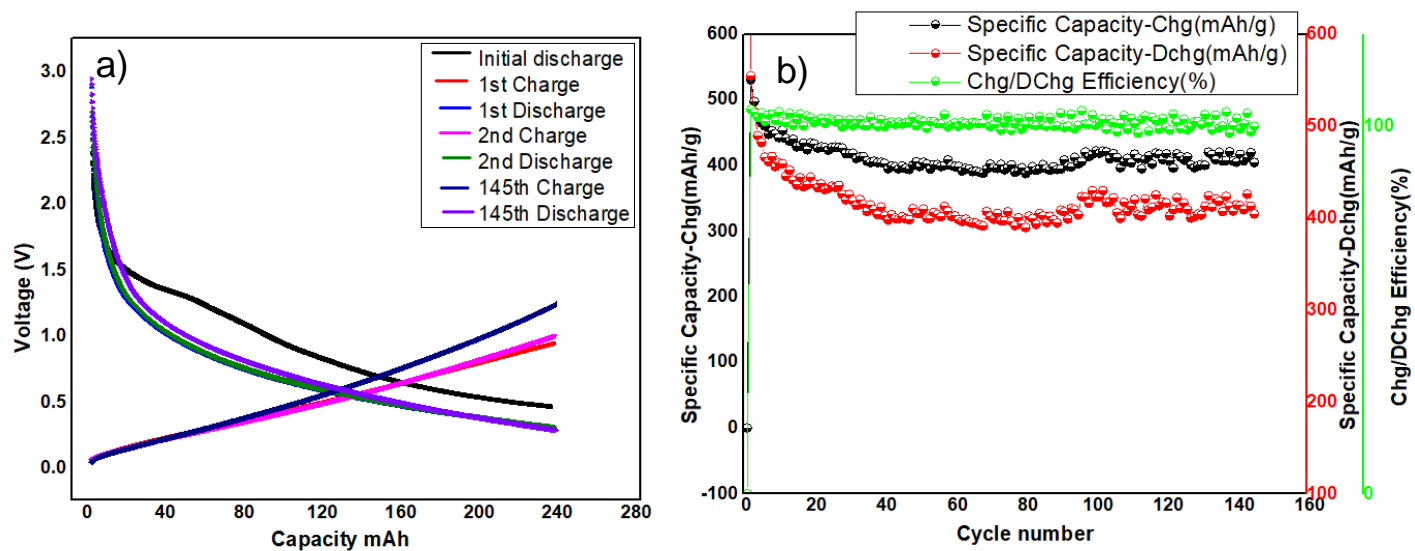 a)
Initial discharge
1st Charge
1st Discharge
2nd Charge
2nd Discharge
145th Charge
145th Discharge
3.0
2.5
2.0
1.5
1.0
0.5
0.0
Voltage (V)
0 40 80 120 160 200 240 280
Capacity mAh
b)
Specific Capacity-Chg(mAh/g)
Specific Capacity-Dchg(mAh/g)
Chg/DChg Efficiency(%)
600
500
400
300
200
100
0
-100
Specific Capacity-Chg(mAh/g)
0 20 40 60 80 100 120 140 160
Cycle number
600
500
400
300
200
100
Specific Capacity-Dchg(mAh/g)
100
0
Chg/DChg Efficiency(%)